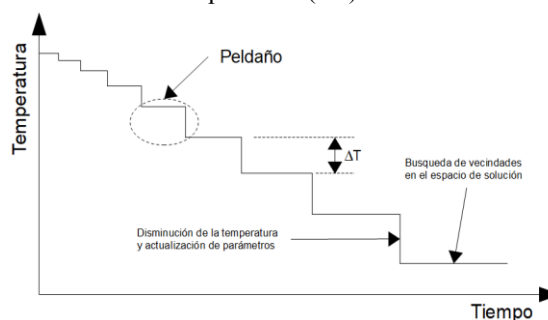 Temperatura
Peldaño
ΔT
Busqueda de vecindades
en el espacio de solución
Disminución de la temperatura
y actualización de parámetros
Tiempo